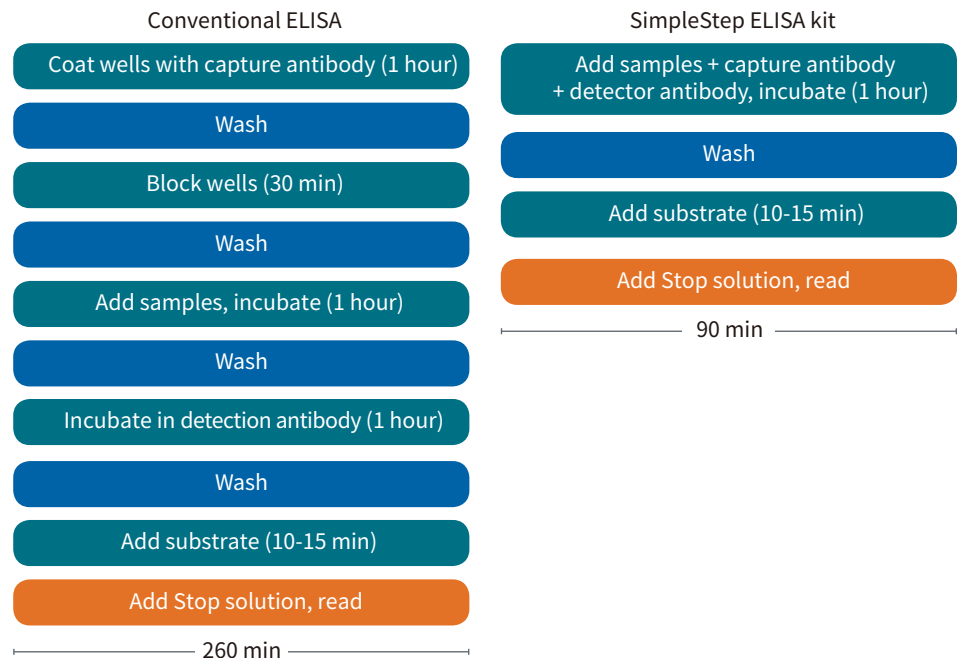 Conventional ELISA
Coat wells with capture antibody (1 hour)
Wash
Block wells (30 min)
Wash
Add samples, incubate (1 hour)
Wash
Incubate in detection antibody (1 hour)
Wash
Add substrate (10-15 min)
Add Stop solution, read
260 min
SimpleStep ELISA kit
Add samples + capture antibody
+ detector antibody, incubate (1 hour)
Wash
Add substrate (10-15 min)
Add Stop solution, read
90 min